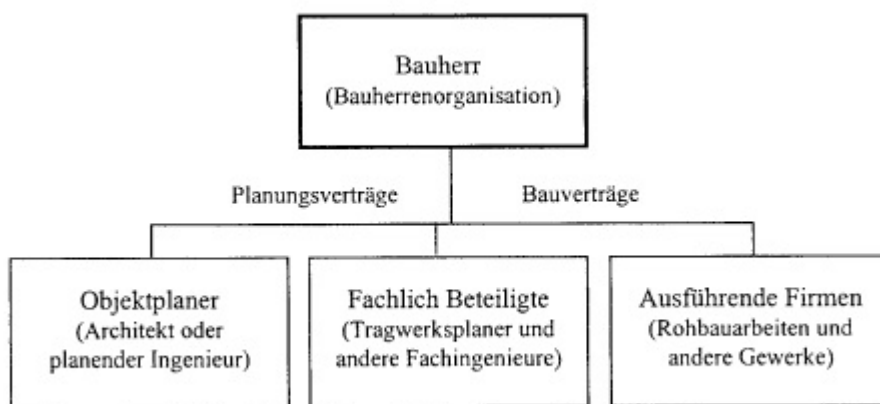 Bauherr
(Bauherrenorganisation)
Planungsverträge
Bauverträge
Objektplaner
(Architekt oder
planender Ingenieur)
Fachlich Beteiligte
(Tragwerksplaner und
andere Fachingenieure)
Ausführende Firmen
(Rohbauarbeiten und
andere Gewerke)